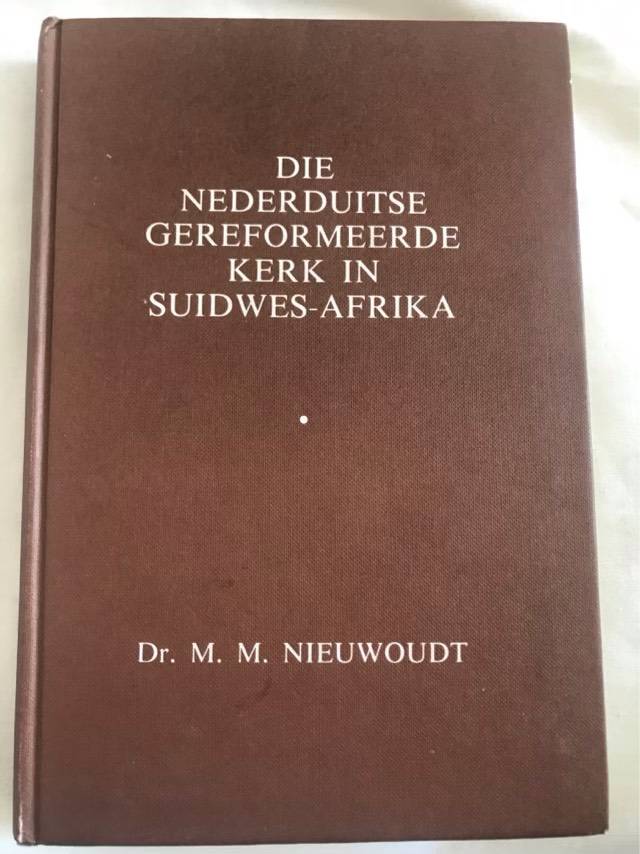 DIE
NEDERDUITSE
GEREFORMEERDE
KERK IN
SUIDWES-AFRIKA
Dr. M. M. NIEUWOUDT